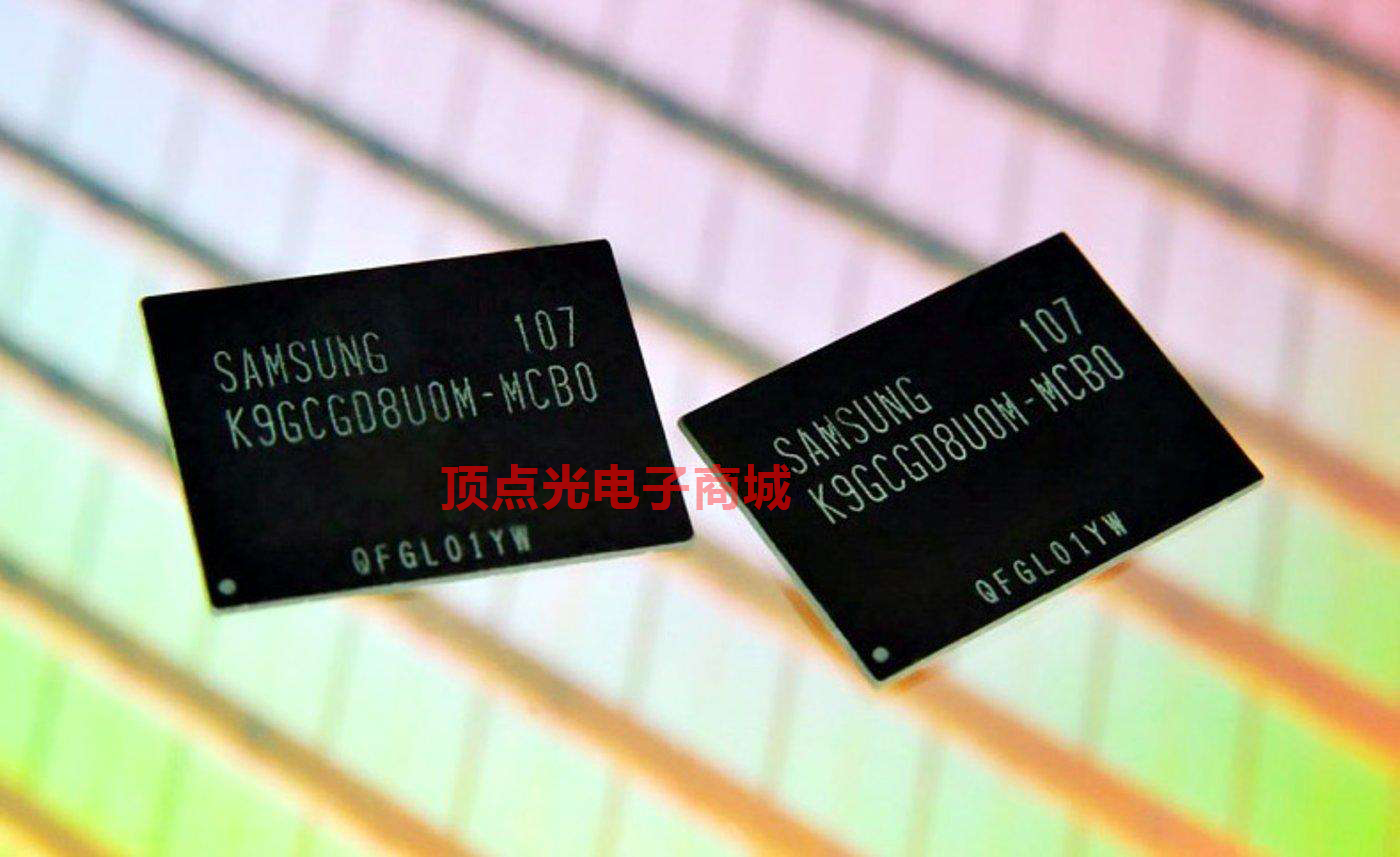 SAMSUNG 107
K9GCGD8U0M-MCB0
QFGL01YW
SAMSUNG 107
K9GCGD8U0M-MCB0
QFGL01YW
顶点光电子商城